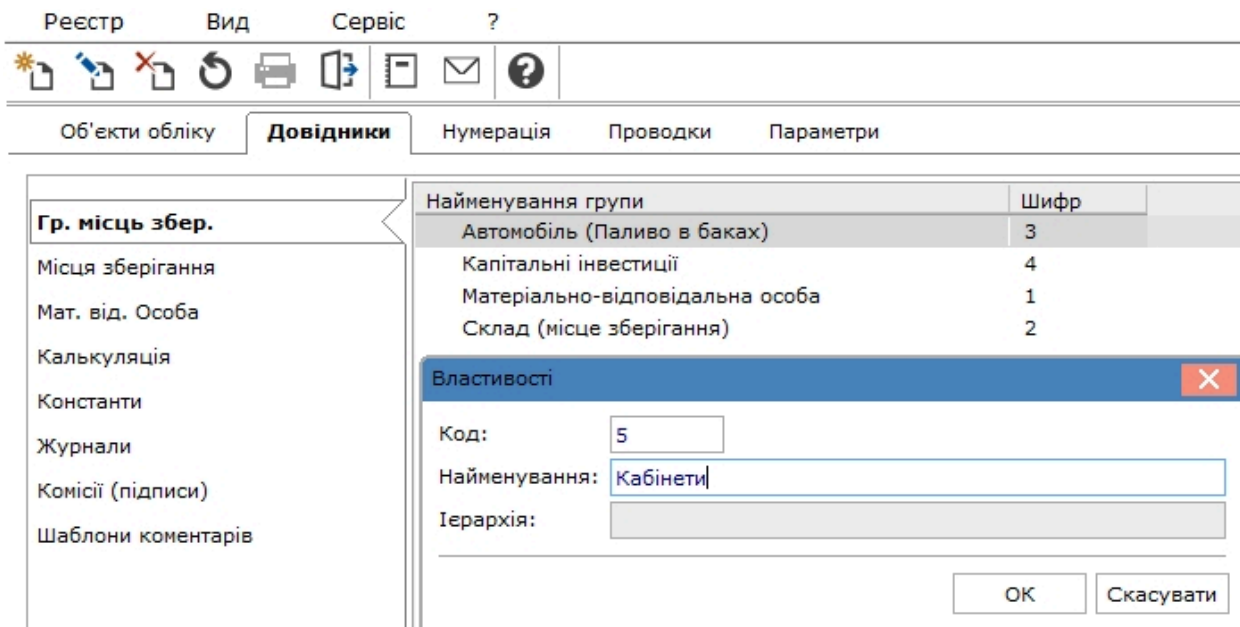 Реєстр Вид Сервіс ?
Об'єкти обліку Довідники Нумерація Проводки Параметри
Гр. місць збер.
Місця зберігання
Мат. від. Особа
Калькуляція
Константи
Журнали
Комісії (підписи)
Шаблони коментарів
Найменування групи Шифр
Автомобіль (Паливо в баках) 3
Капітальні інвестиції 4
Матеріально-відповідальна особа 1
Склад (місце зберігання) 2
Властивості
Код: 5
Найменування: Кабінети
Ієрархія:
ОК Скасувати